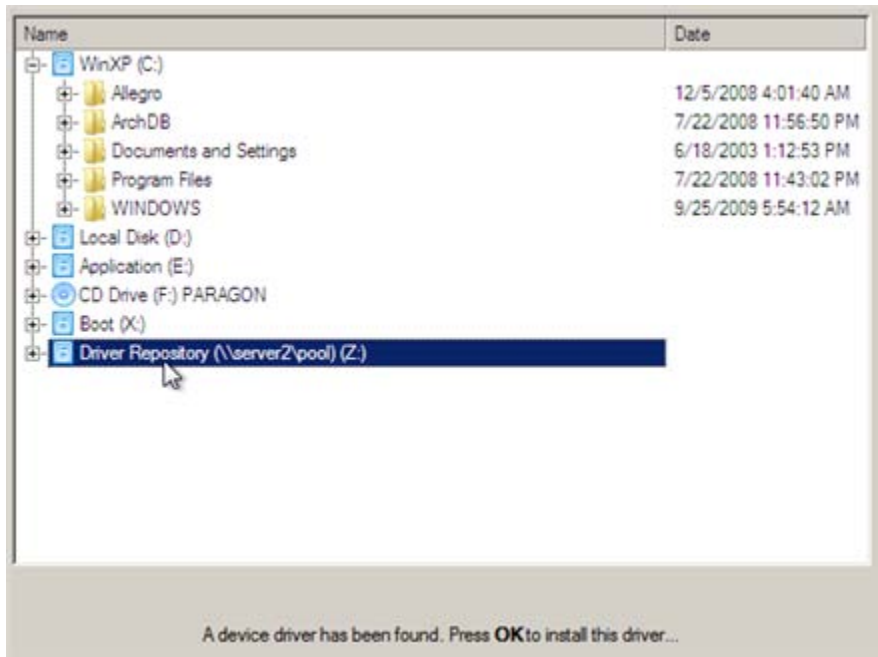 Name Date
WinXP (C:)
Allegro 12/5/2008 4:01:40 AM
ArchDB 7/22/2008 11:56:50 PM
Documents and Settings 6/18/2003 1:12:53 PM
Program Files 7/22/2008 11:43:02 PM
WINDOWS 9/25/2009 5:54:12 AM
Local Disk (D:)
Application (E:)
CD Drive (F:) PARAGON
Boot (X:)
Driver Repository (\\server2\pool) (Z:)
A device driver has been found. Press OK to install this driver...